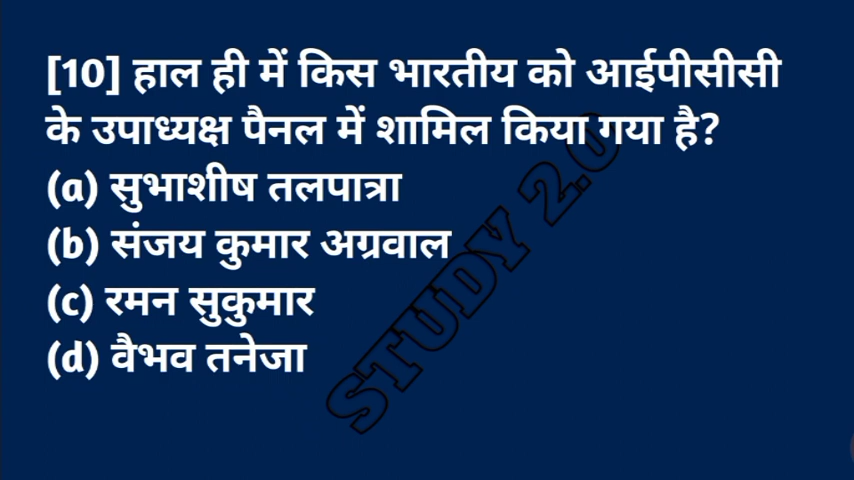 [10] हाल ही में किस भारतीय को आईपीसीसी
के उपाध्यक्ष पैनल में शामिल किया गया है?
(a) सुभाशीष तलपात्रा
(b) संजय कुमार अग्रवाल
(c) रमन सुकुमार
(d) वैभव तनेजा
STUDY 2.0